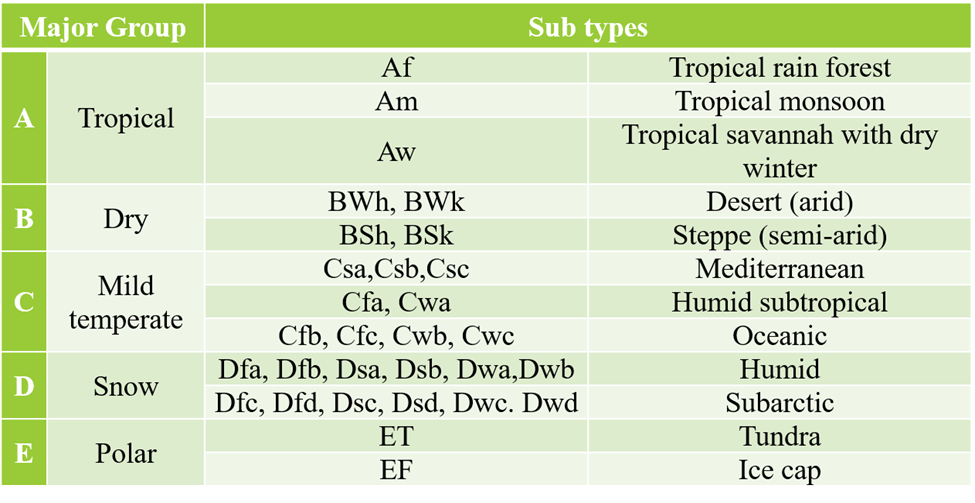 Major Group Sub types
A Tropical Af Tropical rain forest
Am Tropical monsoon
Aw Tropical savannah with dry
winter
B Dry BWh, BWk Desert (arid)
BSh, BSk Steppe (semi-arid)
C Mild
temperate Csa,Csb,Csc Mediterranean
Cfa, Cwa Humid subtropical
Cfb, Cfc, Cwb, Cwc Oceanic
D Snow Dfa, Dfb, Dsa, Dsb, Dwa,Dwb Humid
Dfc, Dfd, Dsc, Dsd, Dwc. Dwd Subarctic
E Polar ET Tundra
EF Ice cap